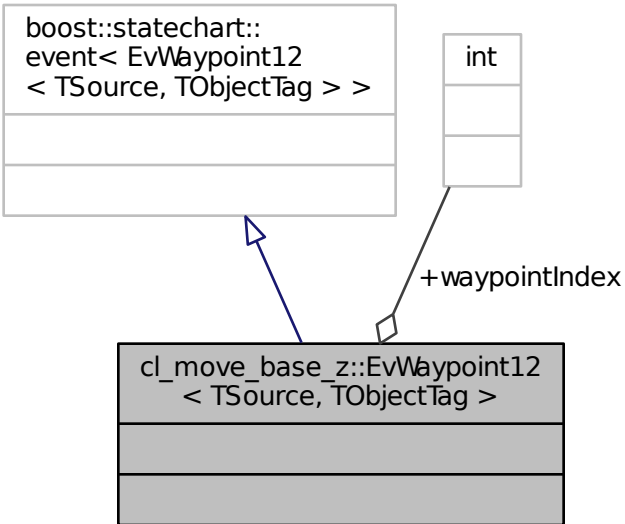 boost::statechart::
event< EvWaypoint12
< TSource, TObjectTag > >
int
+waypointIndex
cl_move_base_z::EvWaypoint12
< TSource, TObjectTag >